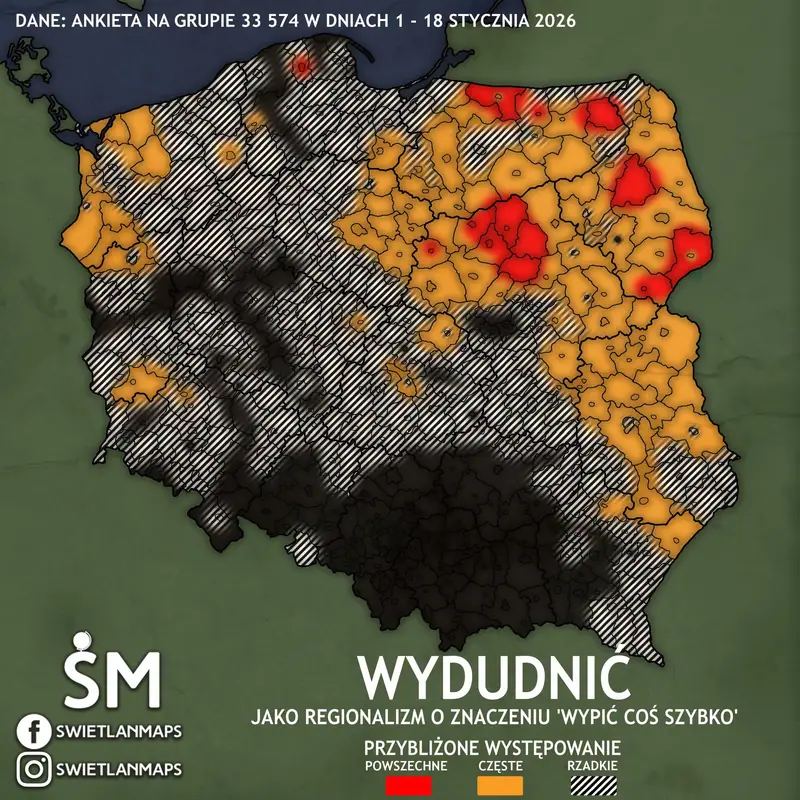 DANE: ANKIETA NA GRUPIE 33 574 W DNIACH 1 - 18 STYCZNIA 2026
ŚM
SWIETLANMAPS
SWIETLANMAPS
WYDUDNIĆ
JAKO REGIONALIZM O ZNACZENIU 'WYPIĆ COŚ SZYBKO'
PRZYBLIŻONE WYSTĘPOWANIE
POWSZECHNE CZĘSTE RZADKIE